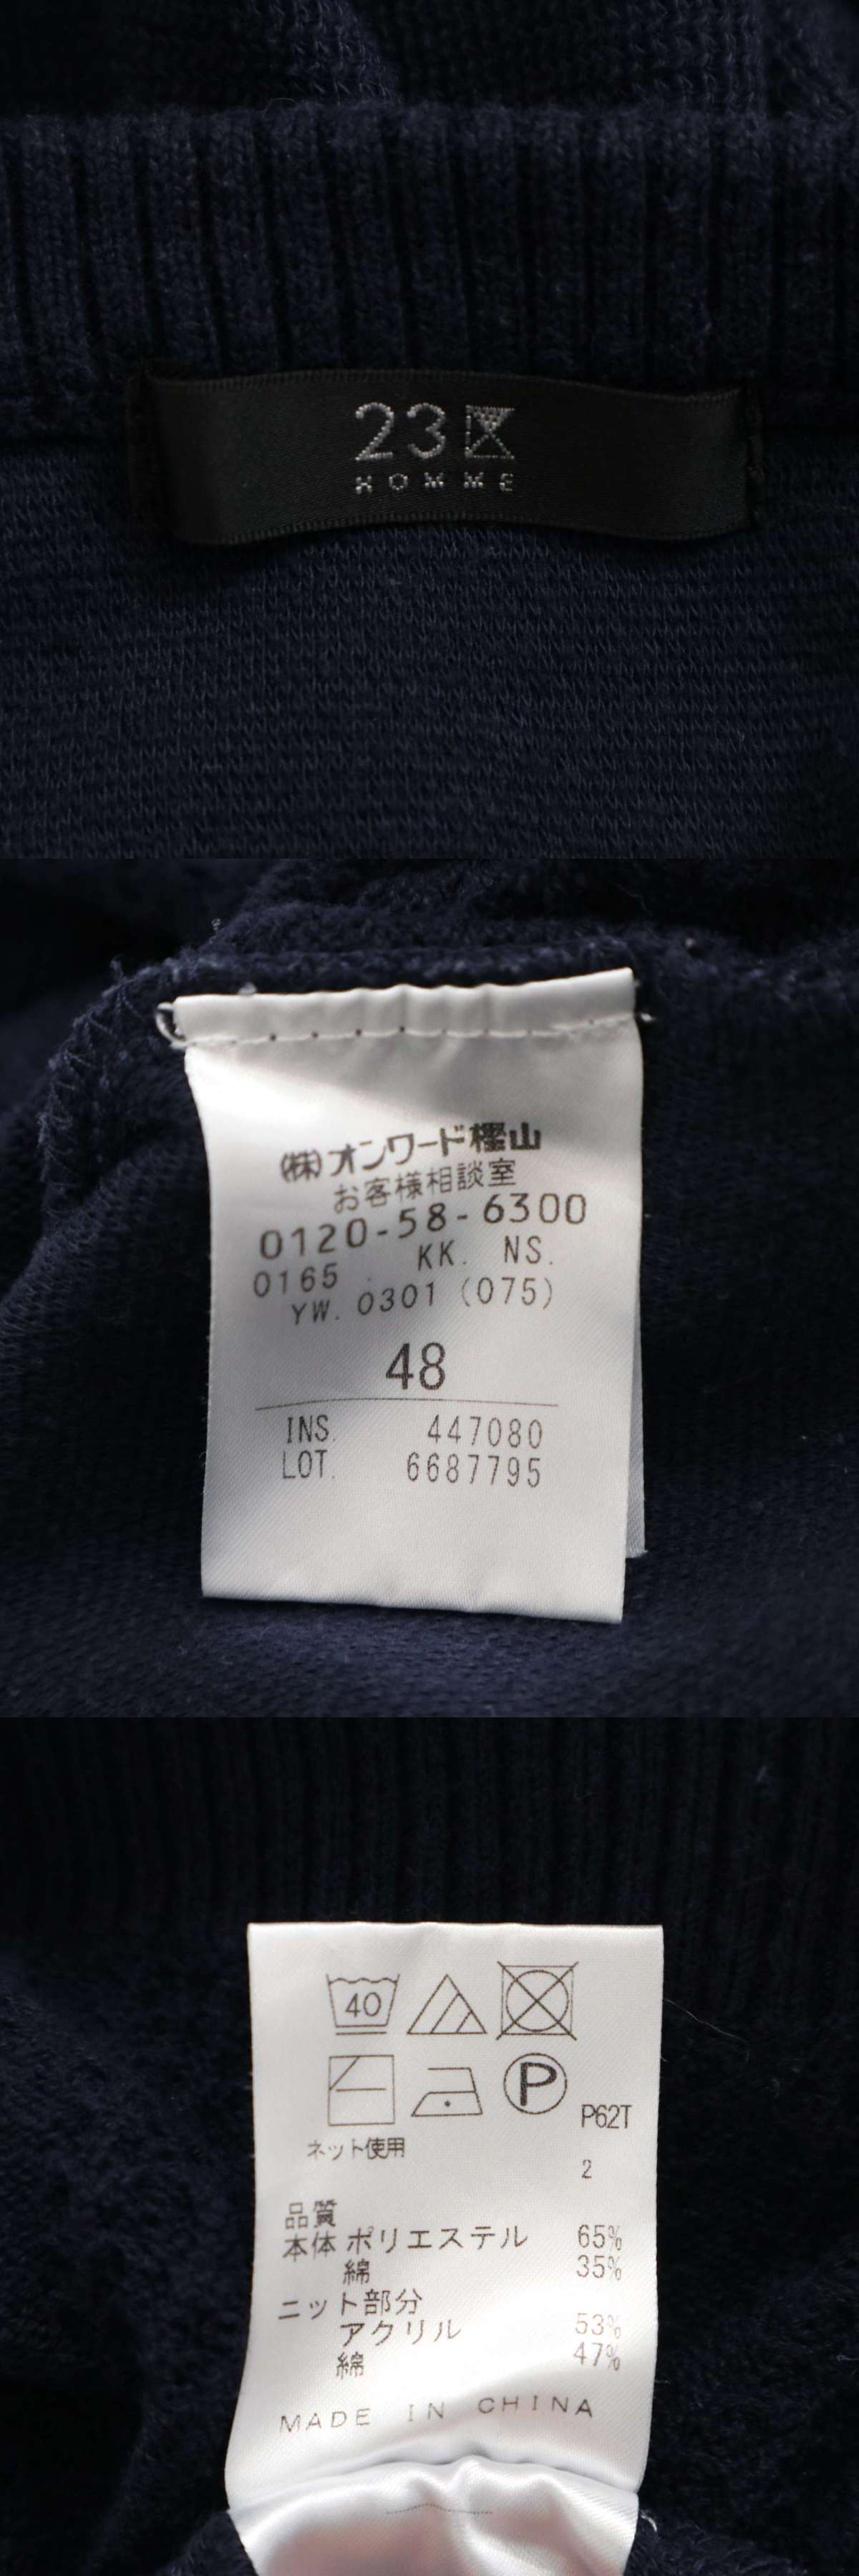 23区
HOMME
(株)オンワード樫山
お客様相談室
0120-58-6300
0165 . KK. NS.
YW. 0301 (075)
48
INS. 447080
LOT. 6687795
40
P
P62T
ネット使用
2
品質
本体 ポリエステル 65%
綿 35%
ニット部分
アクリル 53%
綿 47%
MADE IN CHINA